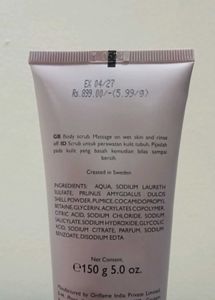 EX 04/27
Rs.899.00/-(5.99/g)
GB Body scrub Massage on wet skin and rinse
off ID Scrub untuk perawatan kulit tubuh. Pijatlah
pada kulit yang basah kemudian bilas sampai
bersih.
Created in Sweden
INGREDIENTS: AQUA, SODIUM LAURETH
SULFATE, PRUNUS AMYGDALUS DULCIS
SHELL POWDER, PUMICE, COCAMIDOPROPYL
BETAINE, GLYCERIN, ACRYLATES COPOLYMER,
CITRIC ACID, SODIUM CHLORIDE, SODIUM
SALICYLATE, SODIUM HYDROXIDE, GLYCOLIC
ACID, SODIUM CITRATE, PARFUM, SODIUM
BENZOATE, DISODIUM EDTA
Net Content.
e150 g 5.0 oz.
Manufactured by Oriflame India Private Limited